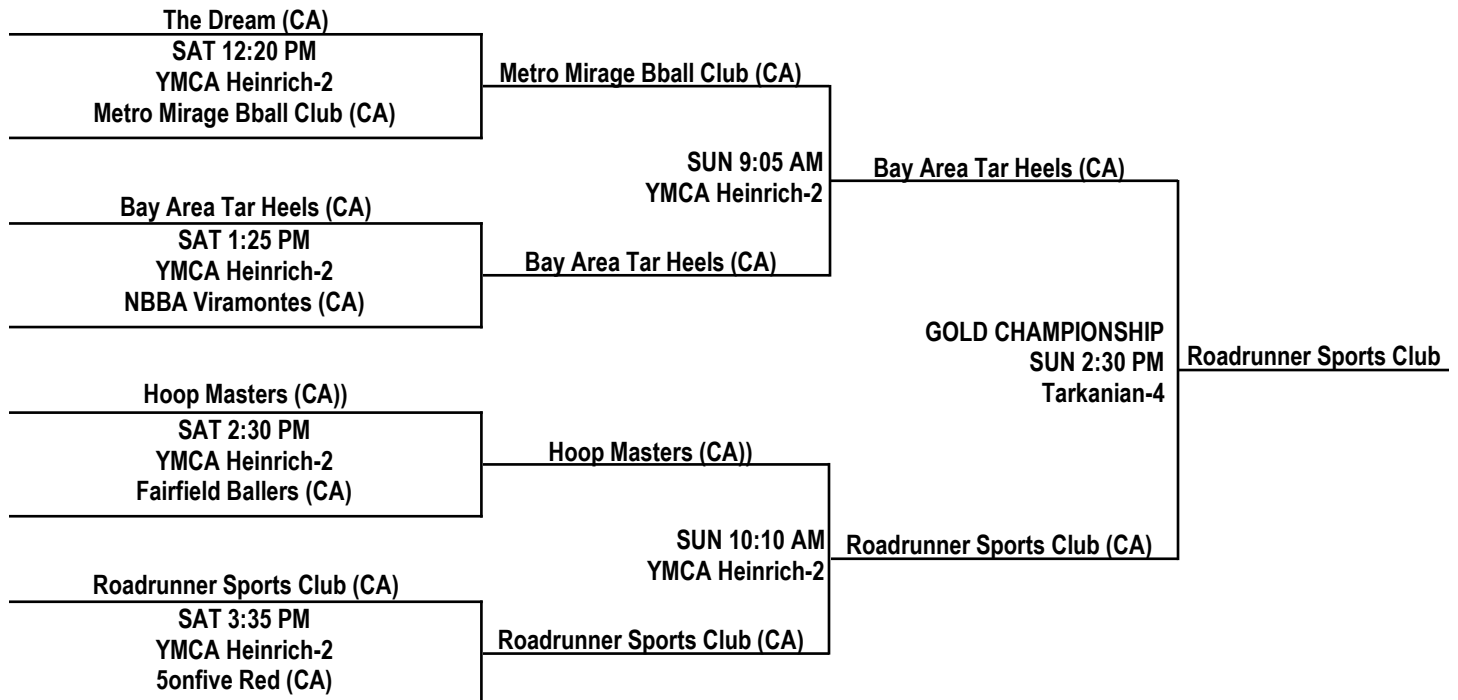 The Dream (CA)
SAT 12:20 PM
YMCA Heinrich-2
Metro Mirage Bball Club (CA)
Bay Area Tar Heels (CA)
SAT 1:25 PM
YMCA Heinrich-2
NBBA Viramontes (CA)
Hoop Masters (CA))
SAT 2:30 PM
YMCA Heinrich-2
Fairfield Ballers (CA)
Roadrunner Sports Club (CA)
SAT 3:35 PM
YMCA Heinrich-2
5onfive Red (CA)
Metro Mirage Bball Club (CA)
SUN 9:05 AM
YMCA Heinrich-2
Bay Area Tar Heels (CA)
Hoop Masters (CA))
SUN 10:10 AM
YMCA Heinrich-2
Roadrunner Sports Club (CA)
Bay Area Tar Heels (CA)
GOLD CHAMPIONSHIP
SUN 2:30 PM
Tarkanian-4
Roadrunner Sports Club (CA)
Roadrunner Sports Club